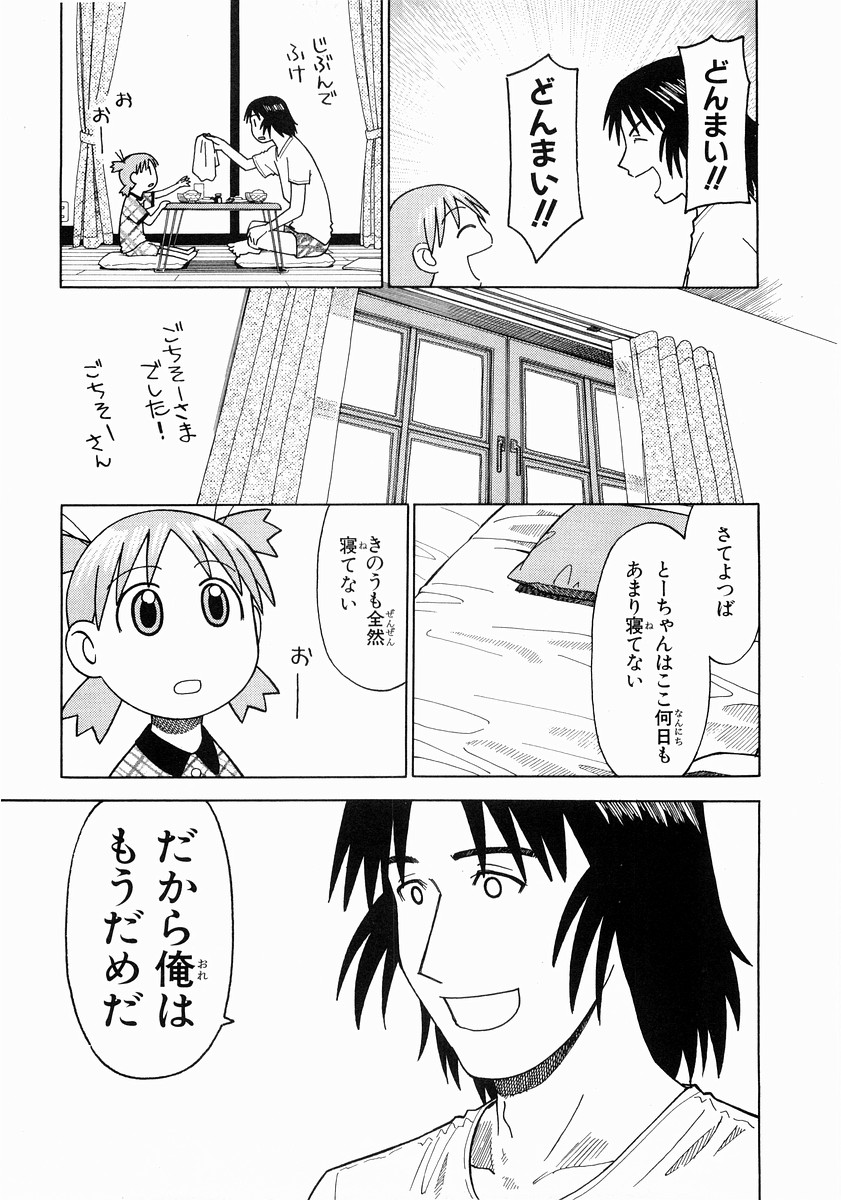 どんまい!!
どんまい!!
じぶんで
ふけ
お
おー
ごちそーさま
でした!
ごちそー
さん
さてよつば
とーちゃんはここ何日も
あまり寝てない
きのうも全然
寝てない
おー
だから俺は
もうだめだ